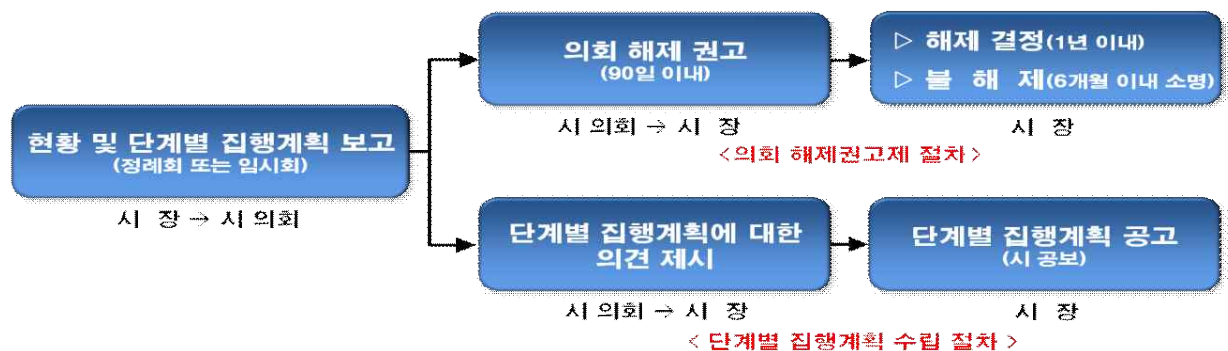 현황 및 단계별 집행계획 보고
(정례회 또는 임시회)
시 장 → 시 의회
의회 해제 권고
(90일 이내)
시 의회 → 시 장
▷ 해제 결정(1년 이내)
▷ 불 해 제(6개월 이내 소명)
시 장
<의회 해제권고제 절차>
단계별 집행계획에 대한
의견 제시
시 의회 → 시 장
단계별 집행계획 공고
(시 공보)
시 장
< 단계별 집행계획 수립 절차 >